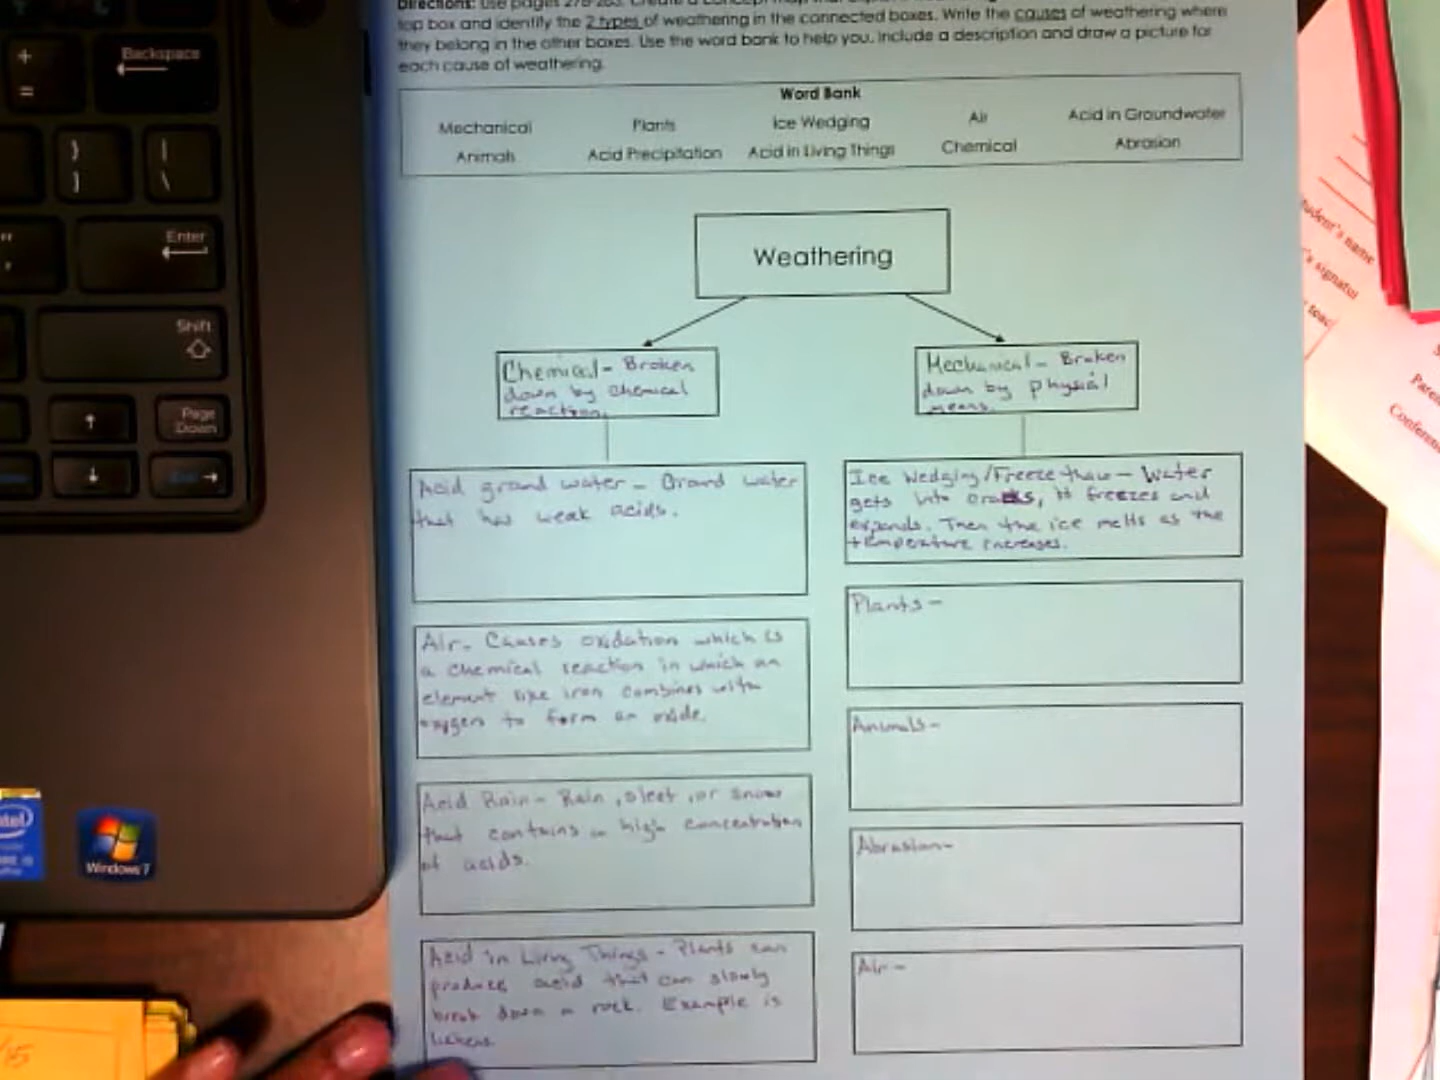 +
=
Backspace
}
]
|
\
"
'
Enter
Shift
Page
Down
intel
Windows 7
/15
Directions: Use pages
top box and identify the 2 types of weathering in the connected boxes. Write the causes of weathering where
they belong in the other boxes. Use the word bank to help you. Include a description and draw a picture for
each cause of weathering.
Word Bank
Mechanical Plants Ice Wedging Air Acid in Groundwater
Animals Acid Precipitation Acid in Living Things Chemical Abrasion
Weathering
Chemical- Broken
down by chemical
reaction.
Mechanical- Broken
down by physical
means.
Acid ground water - Ground water
that has weak acids.
Air- Causes oxidation which is
a chemical reaction in which an
element like iron combines with
oxygen to form an oxide.
Acid Rain- Rain, sleet, or snow
that contains a high concentration
of acids.
Acid in Living Things - Plants can
produce acid that can slowly
break down a rock. Example is
lichens.
Ice Wedging/Freeze thaw- Water
gets into cracks, it freezes and
expands. Then the ice melts as the
temperature increases.
Plants-
Animals-
Abrasion-
Air-
student's name
Conference